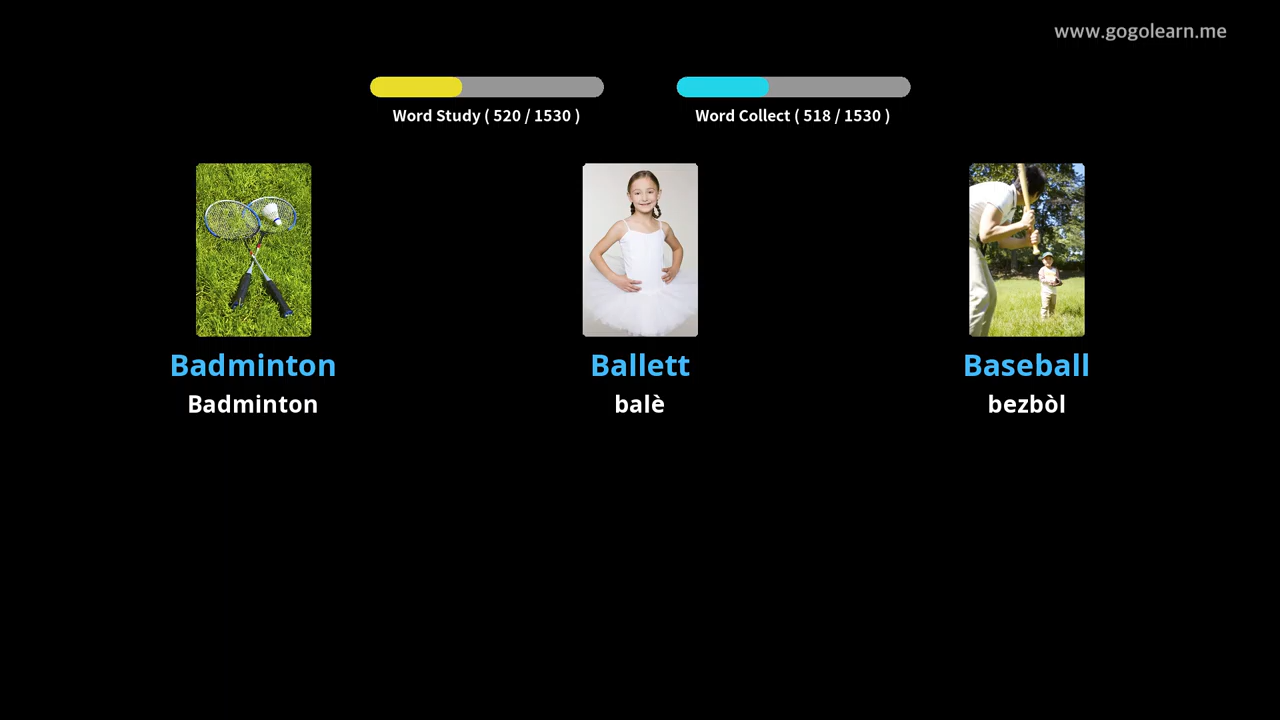 www.gogolearn.me
Word Study ( 520 / 1530 )
Word Collect ( 518 / 1530 )
Badminton
Ballett
Baseball
Badminton
balè
bezbòl